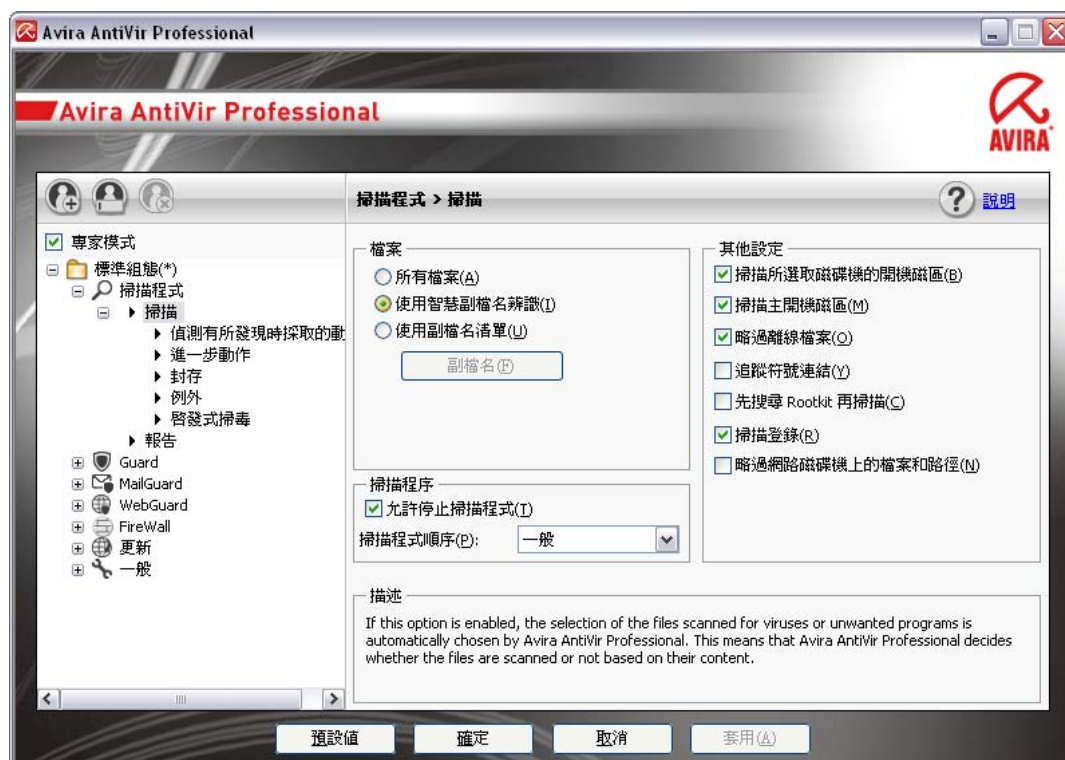 Avira AntiVir Professional
Avira AntiVir Professional
AVIRA
專家模式
標準組態(*)
掃描程式
掃描
偵測有所發現時採取的動
進一步動作
封存
例外
啓發式掃毒
報告
Guard
MailGuard
WebGuard
FireWall
更新
一般
掃描程式 > 掃描
? 說明
檔案
所有檔案(A)
使用智慧副檔名辨識(I)
使用副檔名清單(U)
副檔名(F)
掃描程序
允許停止掃描程式(T)
掃描程式順序(P): 一般
其他設定
掃描所選取磁碟機的開機磁區(B)
掃描主開機磁區(M)
略過離線檔案(O)
追蹤符號連結(Y)
先搜尋 Rootkit 再掃描(C)
掃描登錄(R)
略過網路磁碟機上的檔案和路徑(N)
描述
If this option is enabled, the selection of the files scanned for viruses or unwanted programs is
automatically chosen by Avira AntiVir Professional. This means that Avira AntiVir Professional decides
whether the files are scanned or not based on their content.
預設值 確定 取消 套用(A)